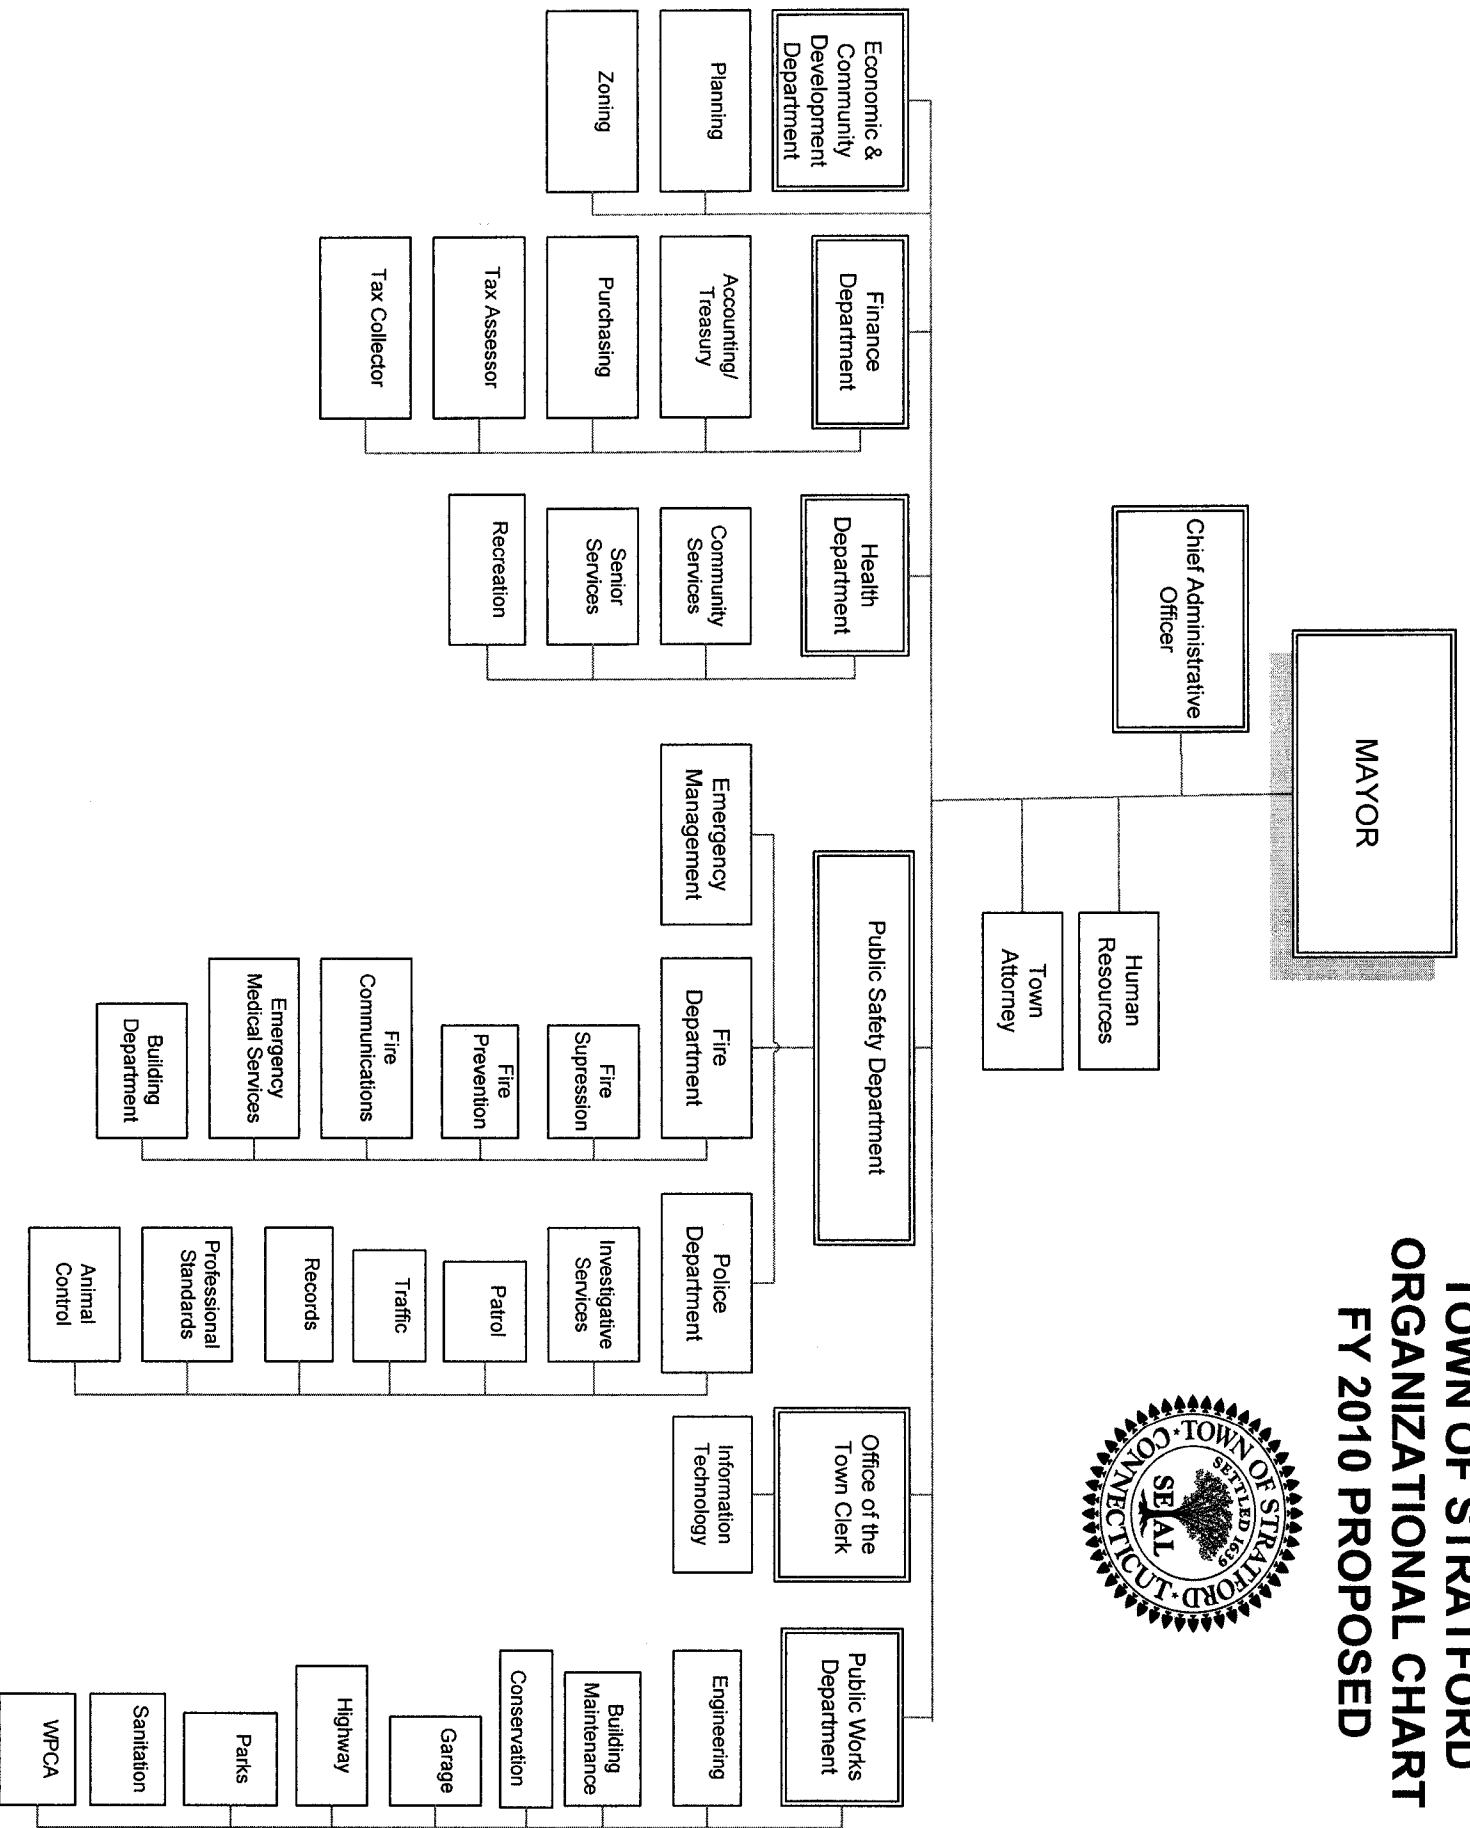 TOWN OF STRATFORD
ORGANIZATIONAL CHART
FY 2010 PROPOSED
TOWN OF STRATFORD
CONNECTICUT
SETTLED 1639
SEAL
MAYOR
Chief Administrative
Officer
Human
Resources
Town
Attorney
Economic &
Community
Development
Department
Planning
Zoning
Finance
Department
Accounting/
Treasury
Purchasing
Tax Assessor
Tax Collector
Health
Department
Community
Services
Senior
Services
Recreation
Public Safety Department
Emergency
Management
Fire
Department
Fire
Supression
Fire
Prevention
Fire
Communications
Emergency
Medical Services
Building
Department
Police
Department
Investigative
Services
Patrol
Traffic
Records
Professional
Standards
Animal
Control
Office of the
Town Clerk
Information
Technology
Public Works
Department
Engineering
Building
Maintenance
Conservation
Garage
Highway
Parks
Sanitation
WPCA